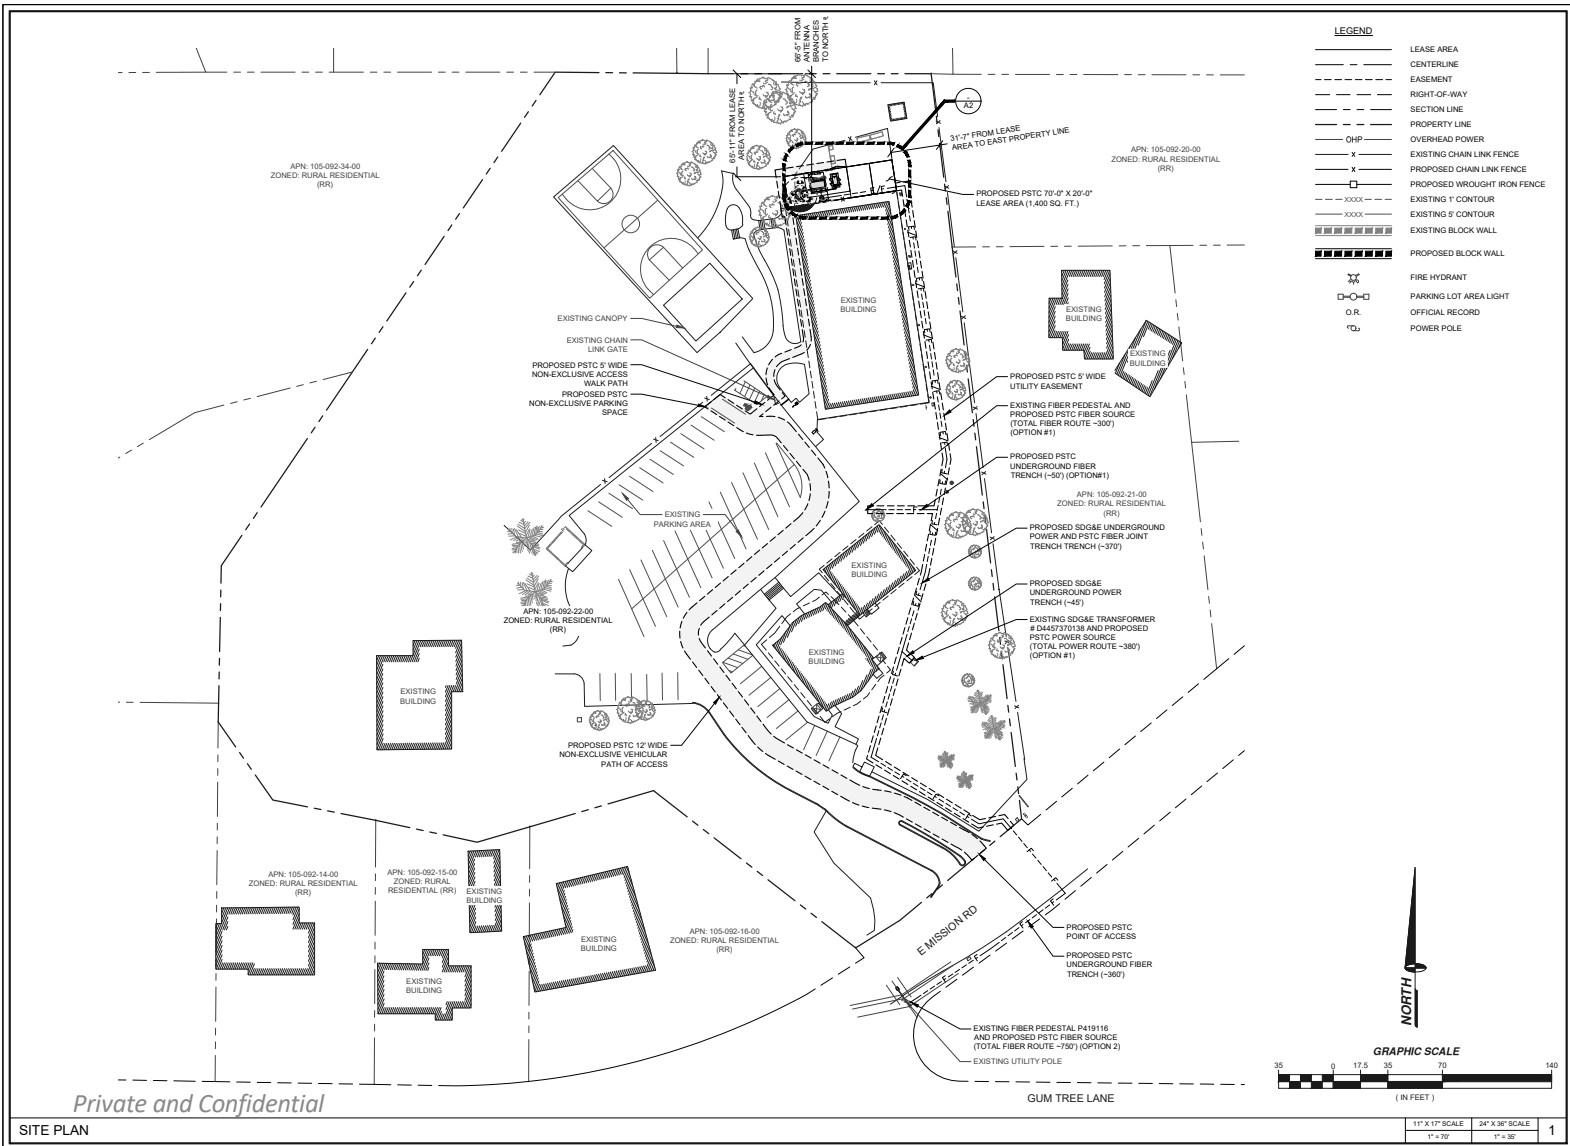 66'-5" FROM
ANTENNA
BRANCHES
TO NORTH ℄
65'-11" FROM LEASE
AREA TO NORTH ℄
A2
31'-7" FROM LEASE
AREA TO EAST PROPERTY LINE
APN: 105-092-34-00
ZONED: RURAL RESIDENTIAL
(RR)
APN: 105-092-20-00
ZONED: RURAL RESIDENTIAL
(RR)
PROPOSED PSTC 70'-0" X 20'-0"
LEASE AREA (1,400 SQ. FT.)
LEGEND
LEASE AREA
CENTERLINE
EASEMENT
RIGHT-OF-WAY
SECTION LINE
PROPERTY LINE
OHP OVERHEAD POWER
x EXISTING CHAIN LINK FENCE
x PROPOSED CHAIN LINK FENCE
PROPOSED WROUGHT IRON FENCE
XXXX EXISTING 1' CONTOUR
XXXX EXISTING 5' CONTOUR
EXISTING BLOCK WALL
PROPOSED BLOCK WALL
FIRE HYDRANT
PARKING LOT AREA LIGHT
O.R. OFFICIAL RECORD
POWER POLE
EXISTING
BUILDING
EXISTING
BUILDING
EXISTING
BUILDING
EXISTING CANOPY
EXISTING CHAIN
LINK GATE
PROPOSED PSTC 5' WIDE
NON-EXCLUSIVE ACCESS
WALK PATH
PROPOSED PSTC
NON-EXCLUSIVE PARKING
SPACE
PROPOSED PSTC 5' WIDE
UTILITY EASEMENT
EXISTING FIBER PEDESTAL AND
PROPOSED PSTC FIBER SOURCE
(TOTAL FIBER ROUTE ~300')
(OPTION #1)
PROPOSED PSTC
UNDERGROUND FIBER
TRENCH (~50') (OPTION#1)
APN: 105-092-21-00
ZONED: RURAL RESIDENTIAL
(RR)
EXISTING
PARKING AREA
PROPOSED SDG&E UNDERGROUND
POWER AND PSTC FIBER JOINT
TRENCH TRENCH (~370')
EXISTING
BUILDING
PROPOSED SDG&E
UNDERGROUND POWER
TRENCH (~45')
APN: 105-092-22-00
ZONED: RURAL RESIDENTIAL
(RR)
EXISTING SDG&E TRANSFORMER
# D4457370138 AND PROPOSED
PSTC POWER SOURCE
(TOTAL POWER ROUTE ~380')
(OPTION #1)
EXISTING
BUILDING
EXISTING
BUILDING
PROPOSED PSTC 12' WIDE
NON-EXCLUSIVE VEHICULAR
PATH OF ACCESS
APN: 105-092-14-00
ZONED: RURAL RESIDENTIAL
(RR)
APN: 105-092-15-00
ZONED: RURAL
RESIDENTIAL (RR)
EXISTING
BUILDING
EXISTING
BUILDING
EXISTING
BUILDING
APN: 105-092-16-00
ZONED: RURAL RESIDENTIAL
(RR)
E MISSION RD
PROPOSED PSTC
POINT OF ACCESS
PROPOSED PSTC
UNDERGROUND FIBER
TRENCH (~360')
EXISTING FIBER PEDESTAL P419116
AND PROPOSED PSTC FIBER SOURCE
(TOTAL FIBER ROUTE ~750') (OPTION 2)
EXISTING UTILITY POLE
GUM TREE LANE
NORTH
GRAPHIC SCALE
35 0 17.5 35 70 140
( IN FEET )
Private and Confidential
SITE PLAN
11" X 17" SCALE
1" = 70'
24" X 36" SCALE
1" = 35'
1